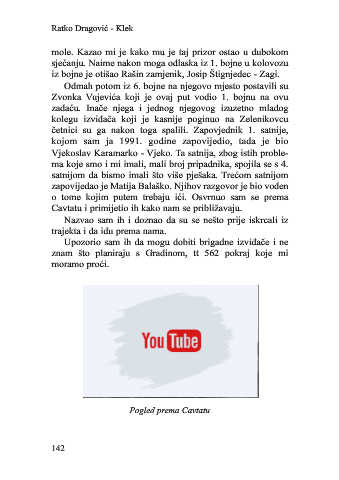 Ratko Dragović - Klek
mole. Kazao mi je kako mu je taj prizor ostao u dubokom
sjećanju. Naime nakon moga odlaska iz 1. bojne u kolovozu
iz bojne je otišao Rašin zamjenik, Josip Štignjedec - Zagi.
Odmah potom iz 6. bojne na njegovo mjesto postavili su
Zvonka Vujevića koji je ovaj put vodio 1. bojnu na ovu
zadaću. Inače njega i jednog njegovog izuzetno mladog
kolegu izviđača koji je kasnije poginuo na Zelenikovcu
četnici su ga nakon toga spalili. Zapovjednik 1. satnije,
kojom sam ja 1991. godine zapovijedio, tada je bio
Vjekoslav Karamarko - Vjeko. Ta satnija, zbog istih proble-
ma koje smo i mi imali, mali broj pripadnika, spojila se s 4.
satnijom da bismo imali što više pješaka. Trećom satnijom
zapovijedao je Matija Balaško. Njihov razgovor je bio vođen
o tome kojim putem trebaju ići. Osvrnuo sam se prema
Cavtatu i primijetio ih kako nam se približavaju.
Nazvao sam ih i doznao da su se nešto prije iskrcali iz
trajekta i da idu prema nama.
Upozorio sam ih da mogu dobiti brigadne izviđače i ne
znam što planiraju s Gradinom, tt 562 pokraj koje mi
moramo proći.
You Tube
Pogled prema Cavtatu
142